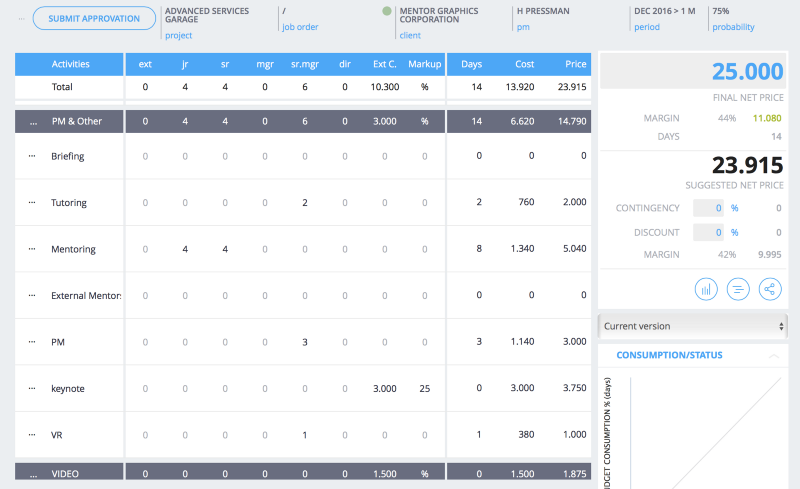 ... SUBMIT APPROVATION
ADVANCED SERVICES
GARAGE
project
/
job order
MENTOR GRAPHICS
CORPORATION
client
H PRESSMAN
pm
DEC 2016 > 1 M
period
75%
probability
Activities ext jr sr mgr sr.mgr dir Ext C. Markup Days Cost Price
Total 0 4 4 0 6 0 10.300 % 14 13.920 23.915
... PM & Other 0 4 4 0 6 0 3.000 % 14 6.620 14.790
... Briefing 0 0 0 0 0 0 0 0 0 0 0
... Tutoring 0 0 0 0 2 0 0 0 2 760 2.000
... Mentoring 0 4 4 0 0 0 0 0 8 1.340 5.040
... External Mentors 0 0 0 0 0 0 0 0 0 0 0
... PM 0 0 0 0 3 0 0 0 3 1.140 3.000
... keynote 0 0 0 0 0 0 3.000 25 0 3.000 3.750
... VR 0 0 0 0 1 0 0 0 1 380 1.000
... VIDEO 0 0 0 0 0 0 1.500 % 0 1.500 1.875
25.000
FINAL NET PRICE
MARGIN 44% 11.080
DAYS 14
23.915
SUGGESTED NET PRICE
CONTINGENCY 0 % 0
DISCOUNT 0 % 0
MARGIN 42% 9.995
Current version
CONSUMPTION/STATUS
CONSUMPTION % (days)